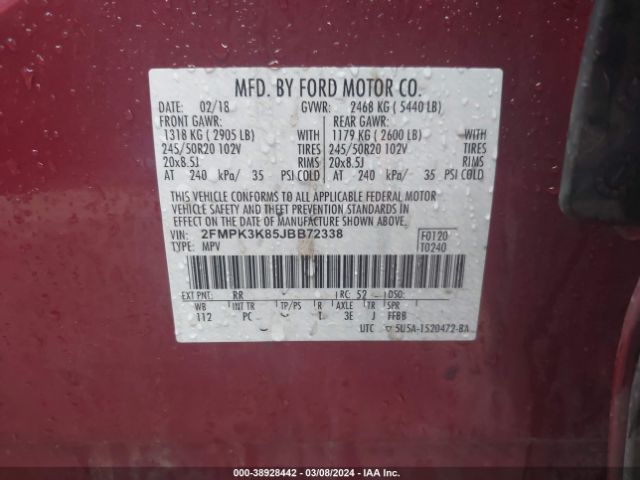 MFD. BY FORD MOTOR CO.
DATE: 02/18 GVWR: 2468 KG ( 5440 LB)
FRONT GAWR: REAR GAWR:
1318 KG ( 2905 LB) WITH 1179 KG ( 2600 LB) WITH
245/50R20 102V TIRES 245/50R20 102V TIRES
20x8.5J RIMS 20x8.5J RIMS
AT 240 kPa/ 35 PSI COLD AT 240 kPa/ 35 PSI COLD
THIS VEHICLE CONFORMS TO ALL APPLICABLE FEDERAL MOTOR
VEHICLE SAFETY AND THEFT PREVENTION STANDARDS IN
EFFECT ON THE DATE OF MANUFACTURE SHOWN ABOVE.
VIN: 2FMPK3K85JBB72338 F0120
TYPE: MPV T0240
EXT PNT: RR RC: 52 DSO:
WB INT TR TP/PS R AXLE TR SPR
112 PC L 3E J FFBB
UTC 5U5A-1520472-BA
000-38928442 / 03/08/2024 - IAA Inc.